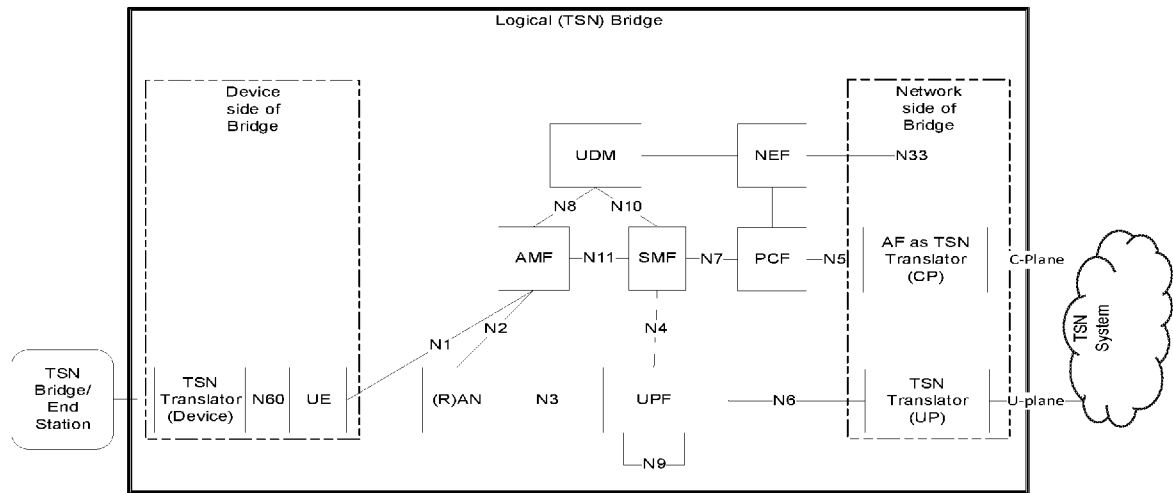 Logical (TSN) Bridge
Device
side of
Bridge
Network
side of
Bridge
UDM
NEF
N33
N8
N10
AMF
N11
SMF
N7
PCF
N5
AF as TSN
Translator
(CP)
C-Plane
TSN
System
N1
N2
N4
TSN
Bridge/
End
Station
TSN
Translator
(Device)
N60
UE
(R)AN
N3
UPF
N6
TSN
Translator
(UP)
U-plane
N9